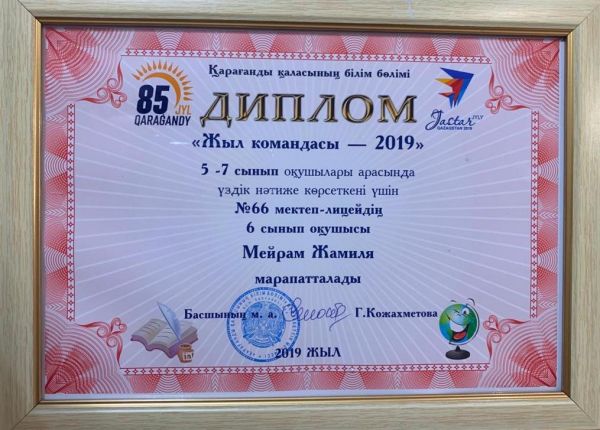 Қарағанды қаласының білім бөлімі
85 JYL
QARAĞANDY
Jastar JYLY
QAZAQSTAN 2019
ДИПЛОМ
«Жыл командасы — 2019»
5 -7 сынып оқушылары арасында
үздік нәтиже көрсеткені үшін
№66 мектеп-лицейдің
6 сынып оқушысы
Мейрам Жамиля
марапатталады
Басшының м. а. Г.Кожахметова
2019 ЖЫЛ